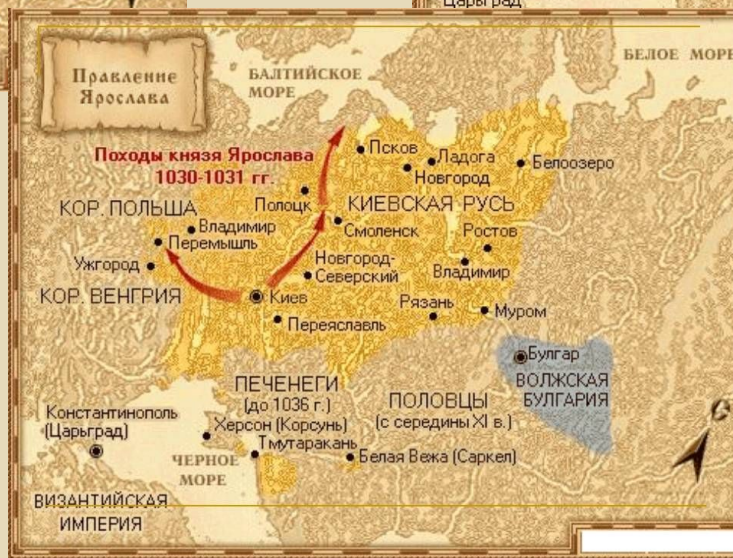 Царьград
Правление
Ярослава
БАЛТИЙСКОЕ
МОРЕ
БЕЛОЕ МОРЕ
Походы князя Ярослава
1030-1031 гг.
Псков
Ладога
Новгород
Белоозеро
Полоцк
КИЕВСКАЯ РУСЬ
КОР. ПОЛЬША
Владимир
Перемышль
Смоленск
Ростов
Ужгород
Новгород-
Северский
Владимир
КОР. ВЕНГРИЯ
Киев
Рязань
Муром
Переяславль
Булгар
ВОЛЖСКАЯ
БУЛГАРИЯ
ПЕЧЕНЕГИ
(до 1036 г.)
ПОЛОВЦЫ
(с середины XI в.)
Константинополь
(Царьград)
Херсон (Корсунь)
Тмутаракань
Белая Вежа (Саркел)
ЧЕРНОЕ
МОРЕ
ВИЗАНТИЙСКАЯ
ИМПЕРИЯ
С